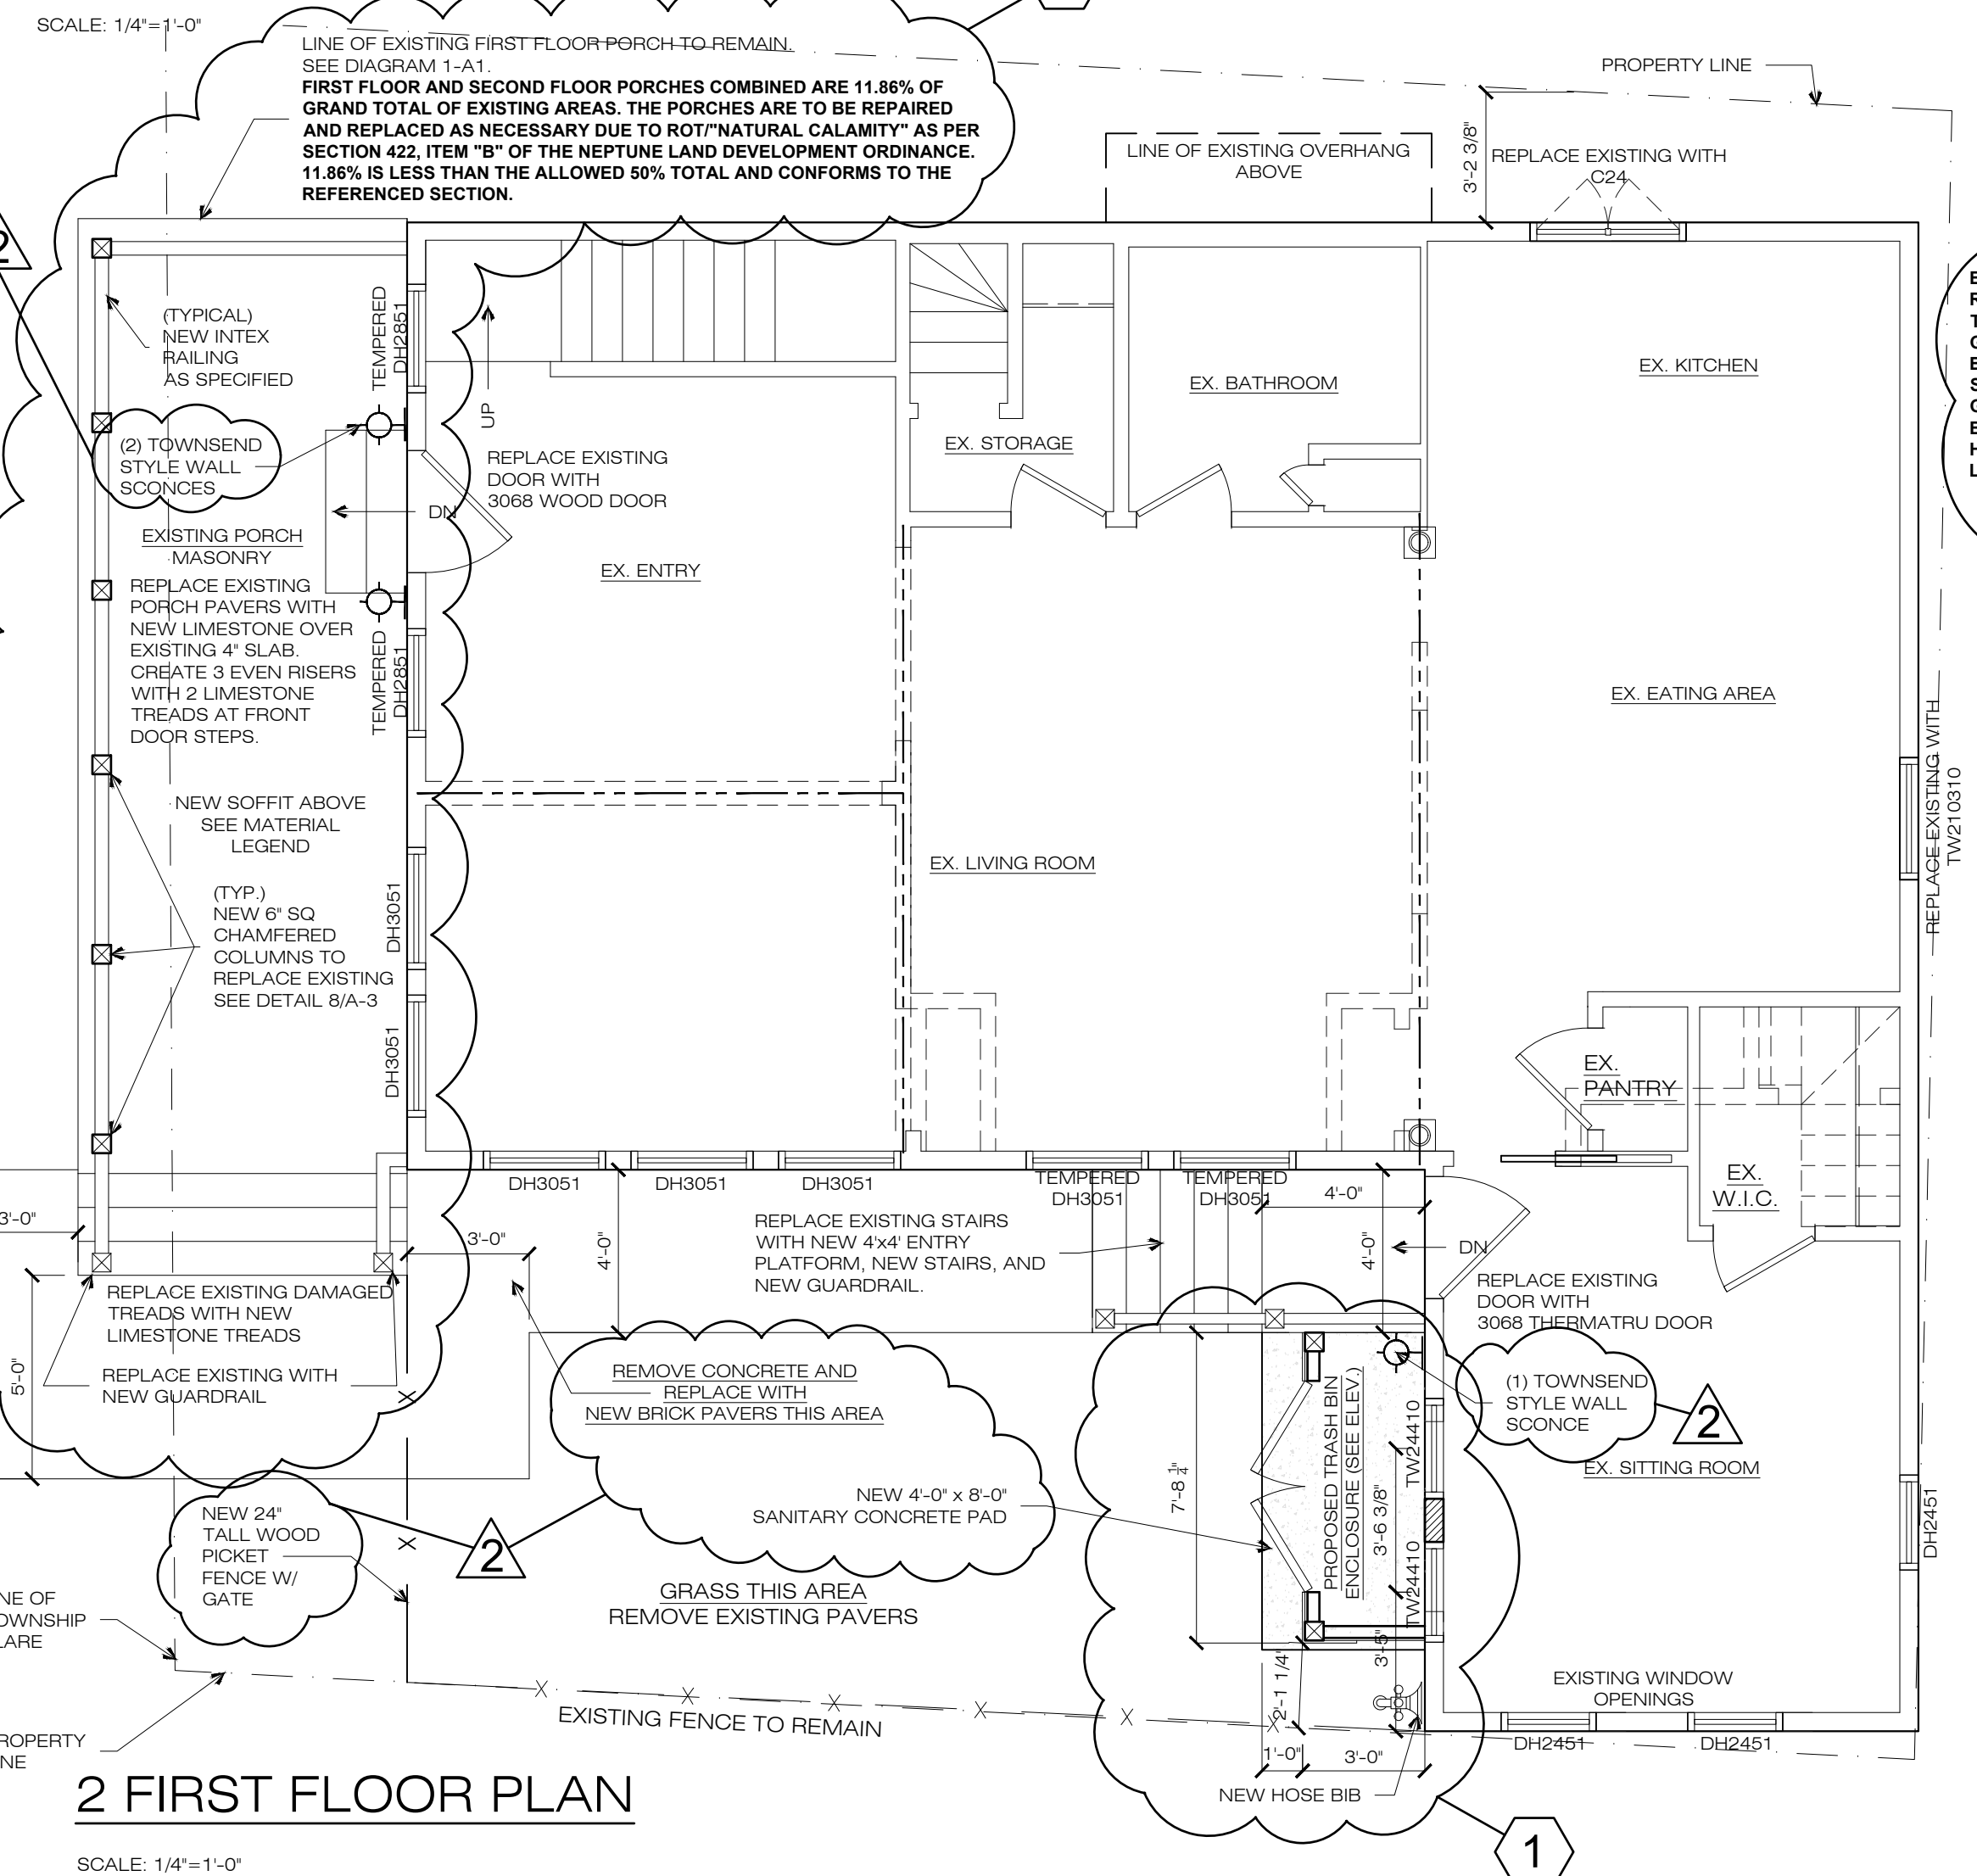 SCALE: 1/4"=1'-0"
LINE OF EXISTING FIRST FLOOR PORCH TO REMAIN.
SEE DIAGRAM 1-A1.
FIRST FLOOR AND SECOND FLOOR PORCHES COMBINED ARE 11.86% OF
GRAND TOTAL OF EXISTING AREAS. THE PORCHES ARE TO BE REPAIRED
AND REPLACED AS NECESSARY DUE TO ROT/"NATURAL CALAMITY" AS PER
SECTION 422, ITEM "B" OF THE NEPTUNE LAND DEVELOPMENT ORDINANCE.
11.86% IS LESS THAN THE ALLOWED 50% TOTAL AND CONFORMS TO THE
REFERENCED SECTION.
PROPERTY LINE
3'-2 3/8"
LINE OF EXISTING OVERHANG
ABOVE
REPLACE EXISTING WITH
C24
2
(TYPICAL)
NEW INTEX
RAILING
AS SPECIFIED
TEMPERED
DH2851
UP
(2) TOWNSEND
STYLE WALL
SCONCES
DN
REPLACE EXISTING
DOOR WITH
3068 WOOD DOOR
EX. STORAGE
EX. BATHROOM
EX. KITCHEN
EXISTING PORCH
MASONRY
REPLACE EXISTING
PORCH PAVERS WITH
NEW LIMESTONE OVER
EXISTING 4" SLAB.
CREATE 3 EVEN RISERS
WITH 2 LIMESTONE
TREADS AT FRONT
DOOR STEPS.
TEMPERED
DH2851
EX. ENTRY
EX. EATING AREA
REPLACE EXISTING WITH
TW210310
NEW SOFFIT ABOVE
SEE MATERIAL
LEGEND
(TYP.)
NEW 6" SQ
CHAMFERED
COLUMNS TO
REPLACE EXISTING
SEE DETAIL 8/A-3
DH3051
DH3051
EX. LIVING ROOM
EX.
PANTRY
EX.
W.I.C.
DH3051
DH3051
DH3051
TEMPERED
DH3051
TEMPERED
DH3051
4'-0"
3'-0"
3'-0"
4'-0"
REPLACE EXISTING STAIRS
WITH NEW 4'x4' ENTRY
PLATFORM, NEW STAIRS, AND
NEW GUARDRAIL.
4'-0"
DN
REPLACE EXISTING
DOOR WITH
3068 THERMATRU DOOR
REPLACE EXISTING DAMAGED
TREADS WITH NEW
LIMESTONE TREADS
5'-0"
REPLACE EXISTING WITH
NEW GUARDRAIL
REMOVE CONCRETE AND
REPLACE WITH
NEW BRICK PAVERS THIS AREA
(1) TOWNSEND
STYLE WALL
SCONCE
2
EX. SITTING ROOM
PROPOSED TRASH BIN
ENCLOSURE (SEE ELEV.)
TW24410
TW24410
3'-6 3/8"
7'-8 1/4"
NEW 4'-0" x 8'-0"
SANITARY CONCRETE PAD
DH2451
NEW 24"
TALL WOOD
PICKET
FENCE W/
GATE
2
GRASS THIS AREA
REMOVE EXISTING PAVERS
3'-5"
2'-1 1/4"
EXISTING WINDOW
OPENINGS
DH2451
DH2451
EXISTING FENCE TO REMAIN
1'-0"
3'-0"
NEW HOSE BIB
1
2 FIRST FLOOR PLAN
SCALE: 1/4"=1'-0"